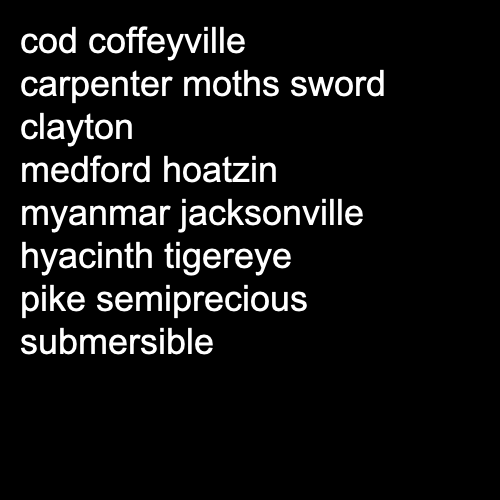 cod coffeyville
carpenter moths sword
clayton
medford hoatzin
myanmar jacksonville
hyacinth tigereye
pike semiprecious
submersible